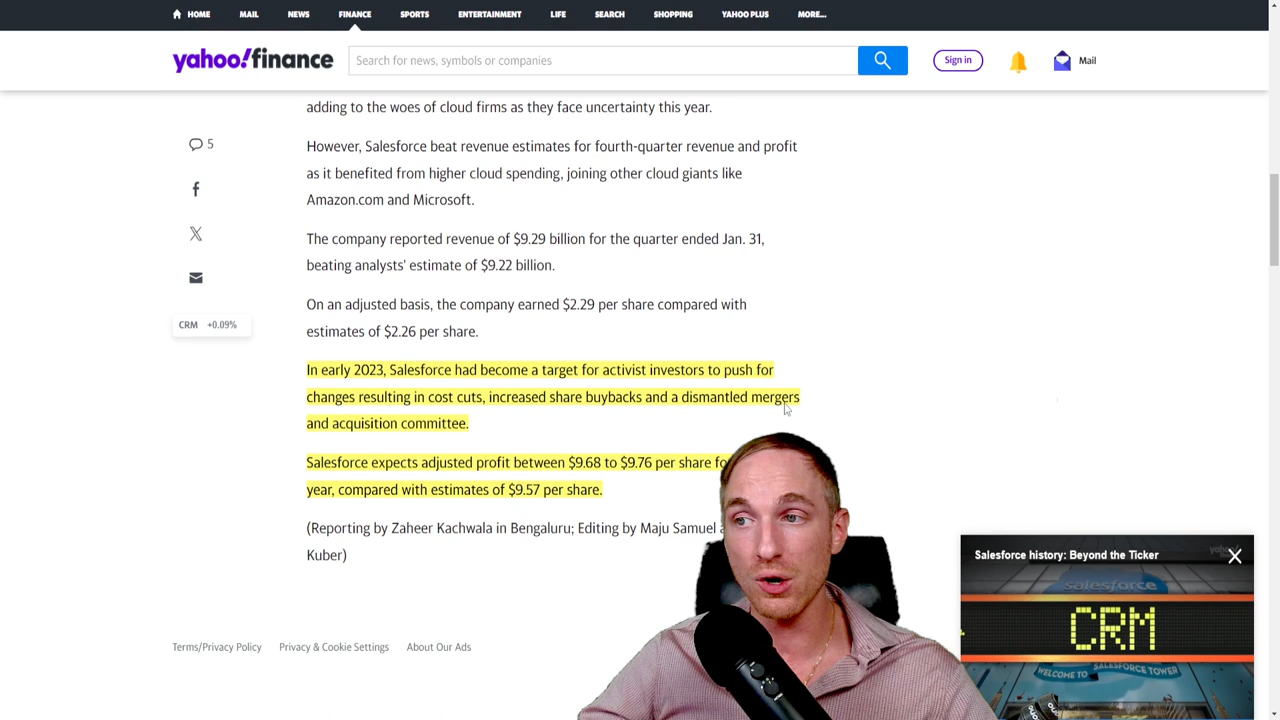 HOME MAIL NEWS FINANCE SPORTS ENTERTAINMENT LIFE SEARCH SHOPPING YAHOO PLUS MORE...
yahoo!finance Search for news, symbols or companies Sign in Mail
adding to the woes of cloud firms as they face uncertainty this year.
5
However, Salesforce beat revenue estimates for fourth-quarter revenue and profit
as it benefited from higher cloud spending, joining other cloud giants like
Amazon.com and Microsoft.
The company reported revenue of $9.29 billion for the quarter ended Jan. 31,
beating analysts' estimate of $9.22 billion.
On an adjusted basis, the company earned $2.29 per share compared with
estimates of $2.26 per share.
CRM +0.09%
In early 2023, Salesforce had become a target for activist investors to push for
changes resulting in cost cuts, increased share buybacks and a dismantled mergers
and acquisition committee.
Salesforce expects adjusted profit between $9.68 to $9.76 per share
year, compared with estimates of $9.57 per share.
(Reporting by Zaheer Kachwala in Bengaluru; Editing by Maju Samuel
Kuber)
Terms/Privacy Policy Privacy & Cookie Settings About Our Ads
Salesforce history: Beyond the Ticker
salesforce
CRM
WELCOME TO SALESFORCE TOWER